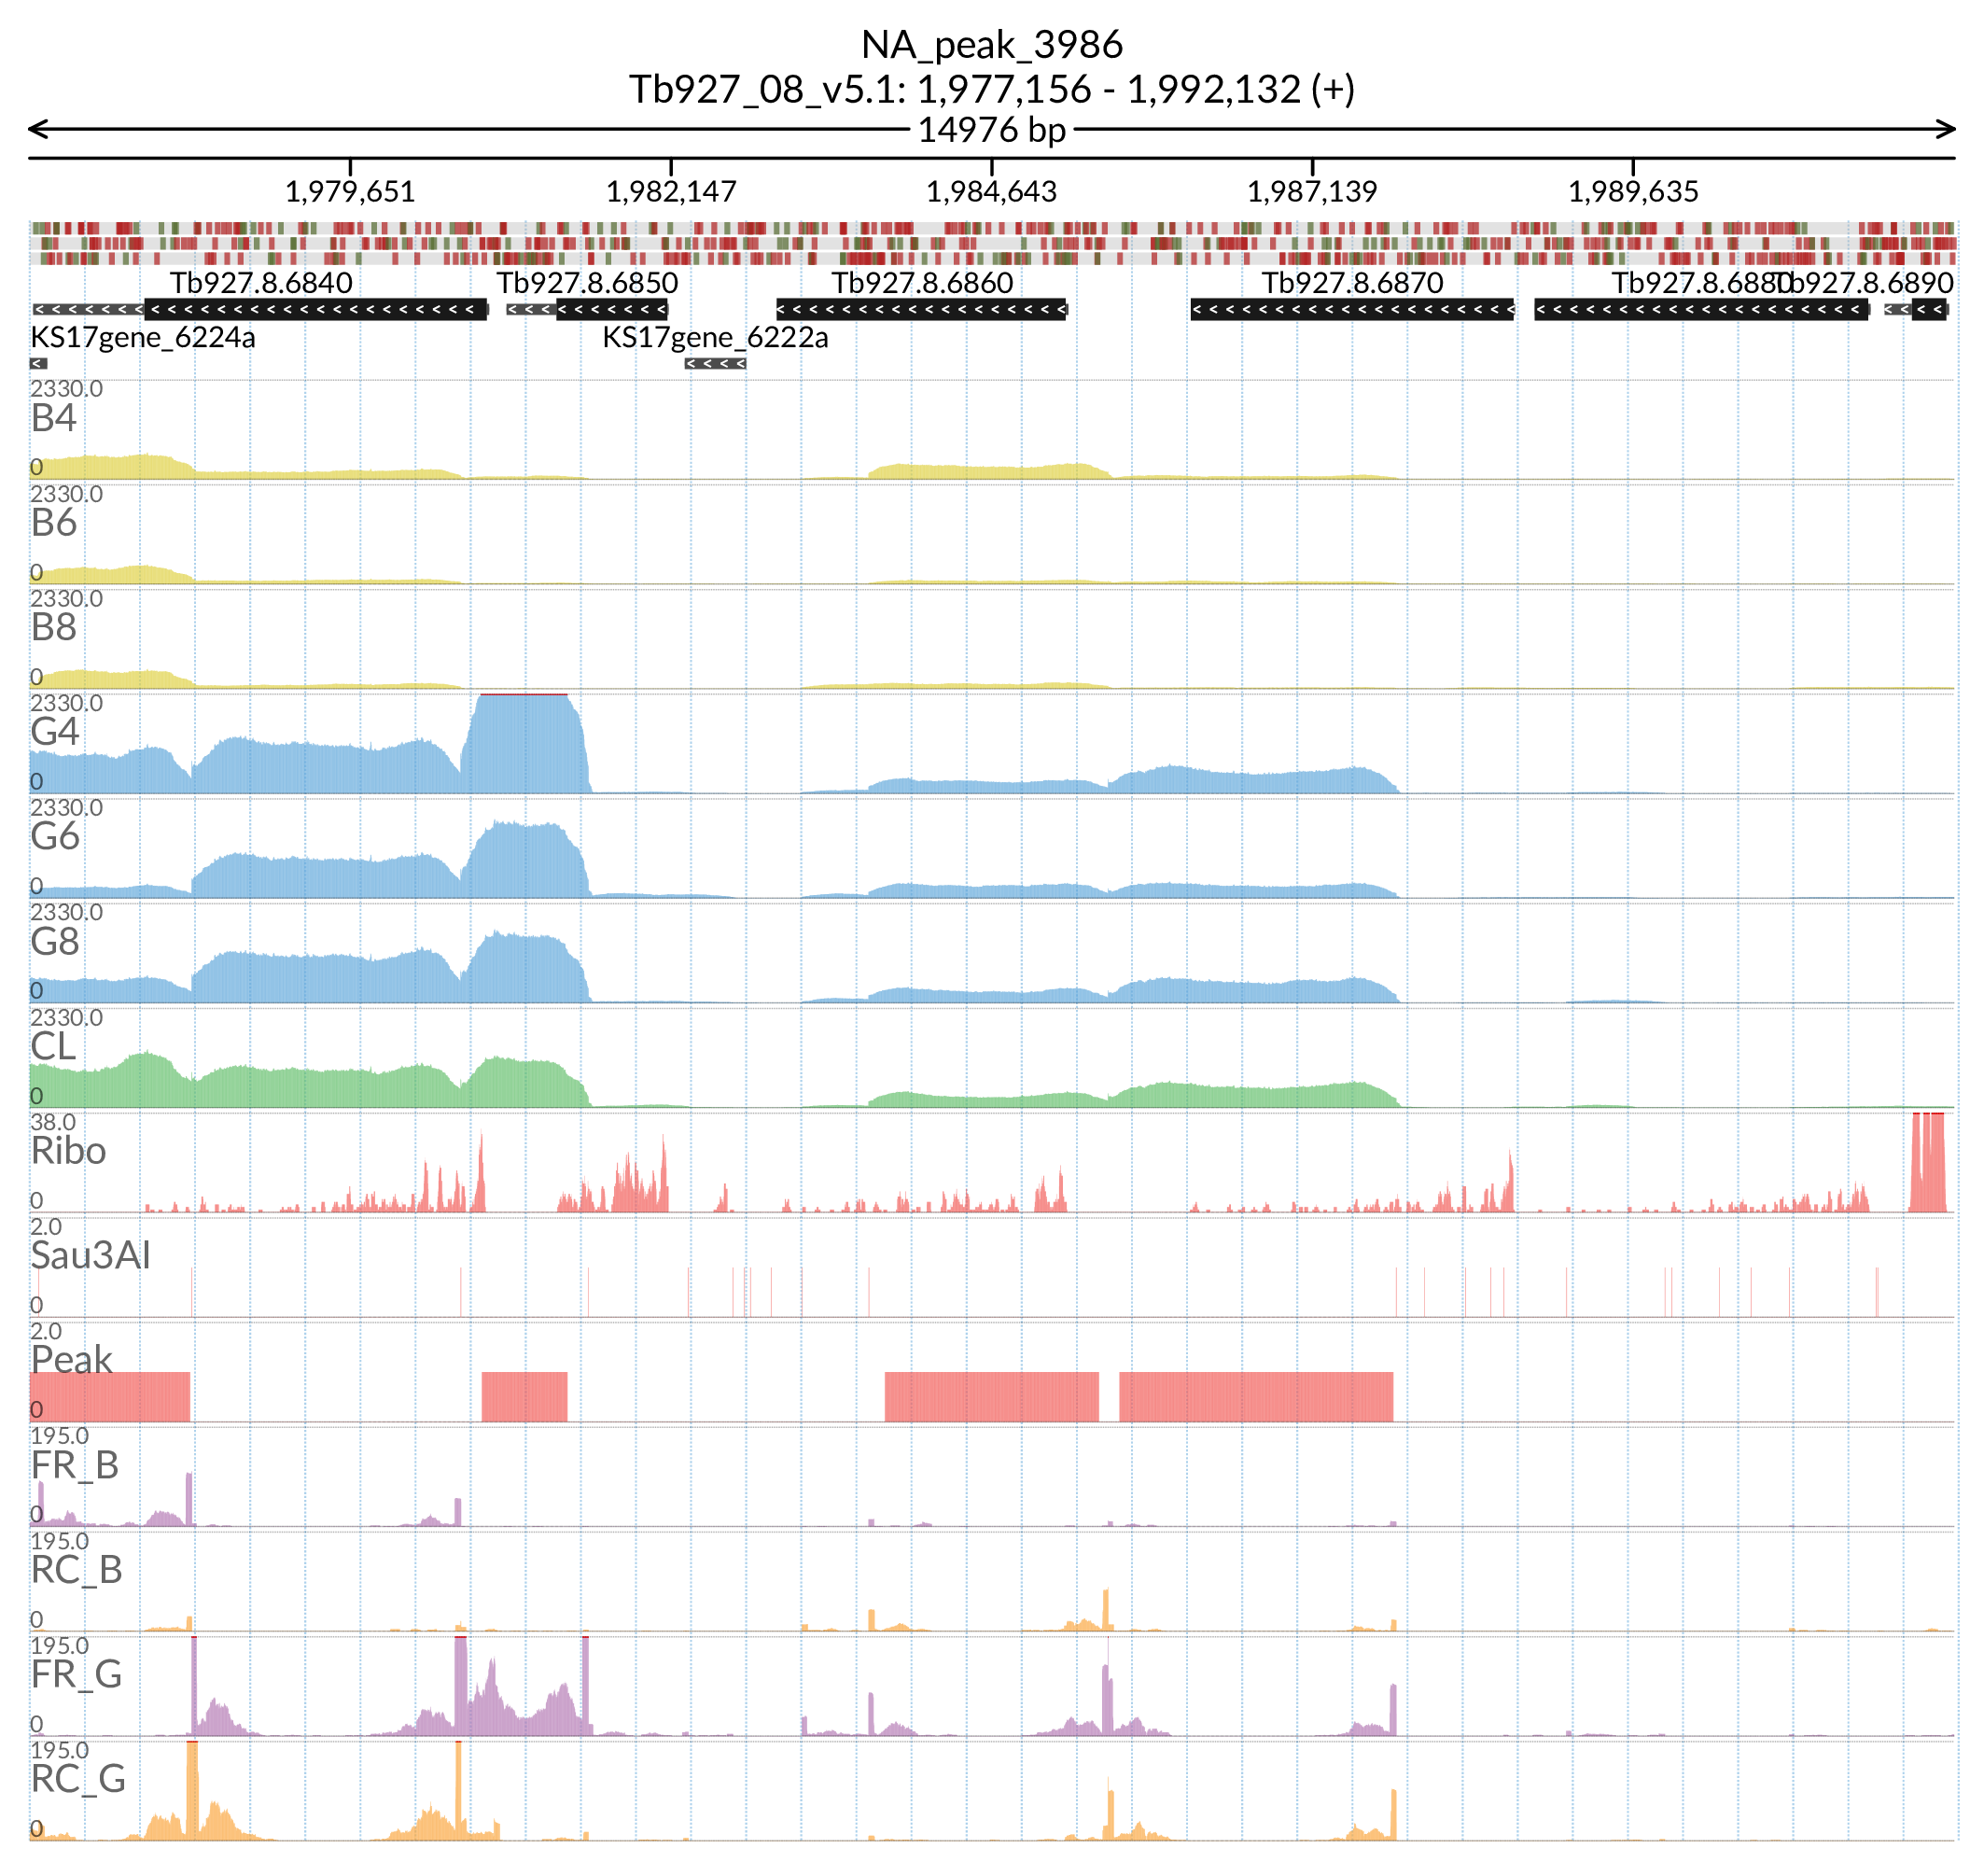 NA_peak_3986
Tb927_08_v5.1: 1,977,156 - 1,992,132 (+)
14976 bp
1,979,651 1,982,147 1,984,643 1,987,139 1,989,635
Tb927.8.6840 Tb927.8.6850 Tb927.8.6860 Tb927.8.6870 Tb927.8.6880 Tb927.8.6890
KS17gene_6224a KS17gene_6222a
2330.0
B4
0
2330.0
B6
0
2330.0
B8
0
2330.0
G4
0
2330.0
G6
0
2330.0
G8
0
2330.0
CL
0
38.0
Ribo
0
2.0
Sau3AI
0
2.0
Peak
0
195.0
FR_B
0
195.0
RC_B
0
195.0
FR_G
0
195.0
RC_G
0